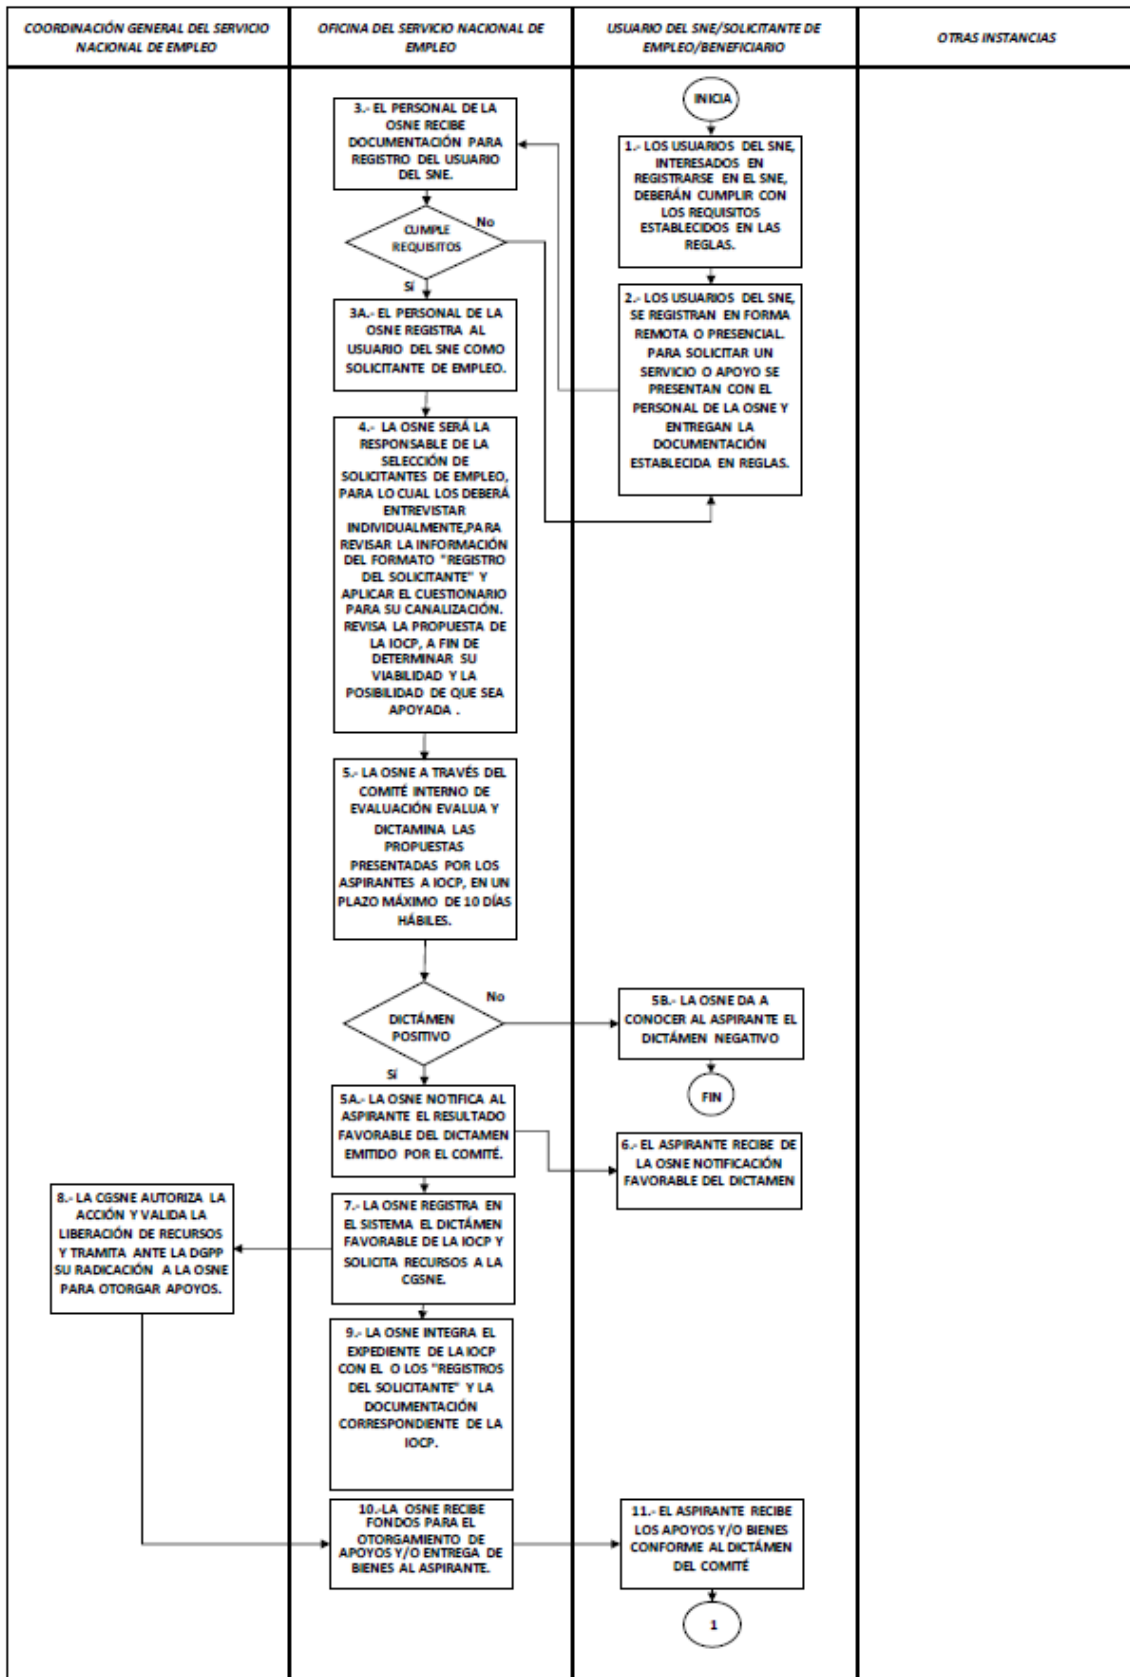 COORDINACIÓN GENERAL DEL SERVICIO
NACIONAL DE EMPLEO
OFICINA DEL SERVICIO NACIONAL DE
EMPLEO
USUARIO DEL SNE/SOLICITANTE DE
EMPLEO/BENEFICIARIO
OTRAS INSTANCIAS
INICIA
1.- LOS USUARIOS DEL SNE,
INTERESADOS EN
REGISTRARSE EN EL SNE,
DEBERÁN CUMPLIR CON
LOS REQUISITOS
ESTABLECIDOS EN LAS
REGLAS.
2.- LOS USUARIOS DEL SNE,
SE REGISTRAN EN FORMA
REMOTA O PRESENCIAL.
PARA SOLICITAR UN
SERVICIO O APOYO SE
PRESENTAN CON EL
PERSONAL DE LA OSNE Y
ENTREGAN LA
DOCUMENTACIÓN
ESTABLECIDA EN REGLAS.
3.- EL PERSONAL DE LA
OSNE RECIBE
DOCUMENTACIÓN PARA
REGISTRO DEL USUARIO
DEL SNE.
CUMPLE
REQUISITOS
No
Sí
3A.- EL PERSONAL DE LA
OSNE REGISTRA AL
USUARIO DEL SNE COMO
SOLICITANTE DE EMPLEO.
4.- LA OSNE SERÁ LA
RESPONSABLE DE LA
SELECCIÓN DE
SOLICITANTES DE EMPLEO,
PARA LO CUAL LOS DEBERÁ
ENTREVISTAR
INDIVIDUALMENTE,PARA
REVISAR LA INFORMACIÓN
DEL FORMATO "REGISTRO
DEL SOLICITANTE" Y
APLICAR EL CUESTIONARIO
PARA SU CANALIZACIÓN.
REVISA LA PROPUESTA DE
LA IOCP, A FIN DE
DETERMINAR SU
VIABILIDAD Y LA
POSIBILIDAD DE QUE SEA
APOYADA .
5.- LA OSNE A TRAVÉS DEL
COMITÉ INTERNO DE
EVALUACIÓN EVALUA Y
DICTAMINA LAS
PROPUESTAS
PRESENTADAS POR LOS
ASPIRANTES A IOCP, EN UN
PLAZO MÁXIMO DE 10 DÍAS
HÁBILES.
DICTÁMEN
POSITIVO
No
Sí
5B.- LA OSNE DA A
CONOCER AL ASPIRANTE EL
DICTÁMEN NEGATIVO
FIN
5A.- LA OSNE NOTIFICA AL
ASPIRANTE EL RESULTADO
FAVORABLE DEL DICTAMEN
EMITIDO POR EL COMITÉ.
6.- EL ASPIRANTE RECIBE DE
LA OSNE NOTIFICACIÓN
FAVORABLE DEL DICTAMEN
7.- LA OSNE REGISTRA EN
EL SISTEMA EL DICTÁMEN
FAVORABLE DE LA IOCP Y
SOLICITA RECURSOS A LA
CGSNE.
8.- LA CGSNE AUTORIZA LA
ACCIÓN Y VALIDA LA
LIBERACIÓN DE RECURSOS
Y TRAMITA ANTE LA DGPP
SU RADICACIÓN A LA OSNE
PARA OTORGAR APOYOS.
9.- LA OSNE INTEGRA EL
EXPEDIENTE DE LA IOCP
CON EL O LOS "REGISTROS
DEL SOLICITANTE" Y LA
DOCUMENTACIÓN
CORRESPONDIENTE DE LA
IOCP.
10.-LA OSNE RECIBE
FONDOS PARA EL
OTORGAMIENTO DE
APOYOS Y/O ENTREGA DE
BIENES AL ASPIRANTE.
11.- EL ASPIRANTE RECIBE
LOS APOYOS Y/O BIENES
CONFORME AL DICTÁMEN
DEL COMITÉ
1